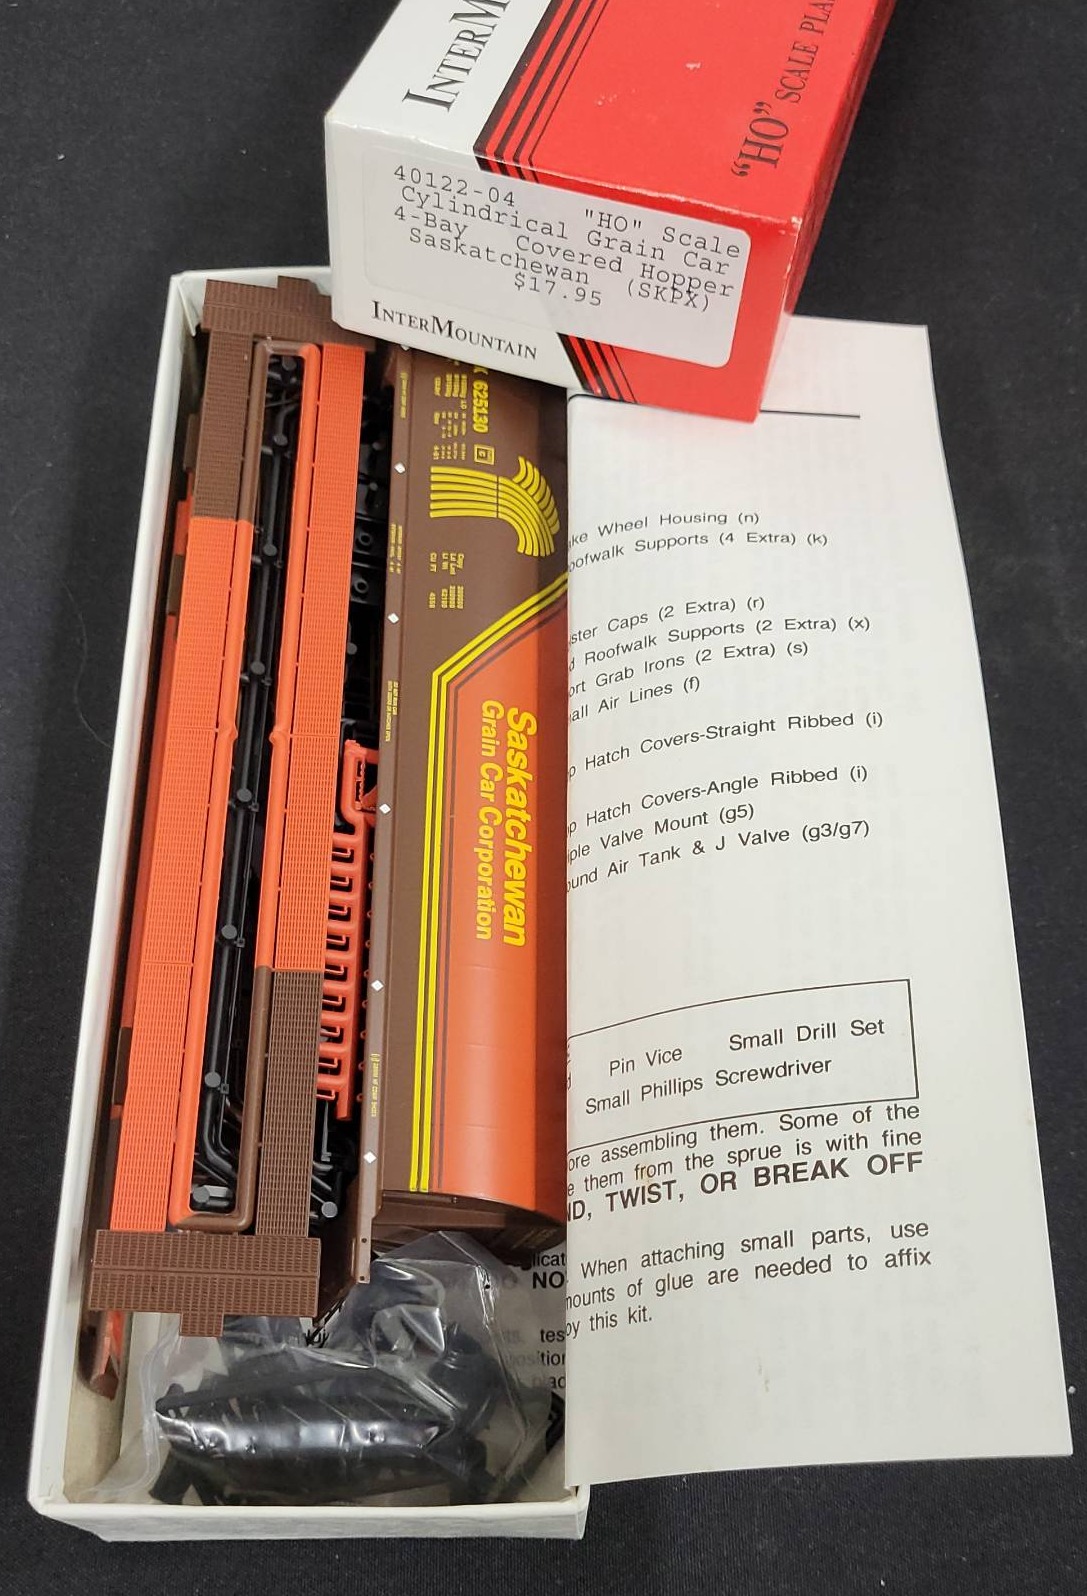 INTERM
"HO" SCALE PLA
40122-04 "HO" Scale
Cylindrical Grain Car
4-Bay Covered Hopper
Saskatchewan (SKPX)
$17.95
INTERMOUNTAIN
625130
Saskatchewan
Grain Car Corporation
ke Wheel Housing (n)
oofwalk Supports (4 Extra) (k)
ster Caps (2 Extra) (r)
d Roofwalk Supports (2 Extra) (x)
ort Grab Irons (2 Extra) (s)
all Air Lines (f)
p Hatch Covers-Straight Ribbed (i)
p Hatch Covers-Angle Ribbed (i)
iple Valve Mount (g5)
ound Air Tank & J Valve (g3/g7)
Pin Vice Small Drill Set
Small Phillips Screwdriver
ore assembling them. Some of the
e them from the sprue is with fine
ND, TWIST, OR BREAK OFF
When attaching small parts, use
mounts of glue are needed to affix
by this kit.
licat
NO
tes
sitio